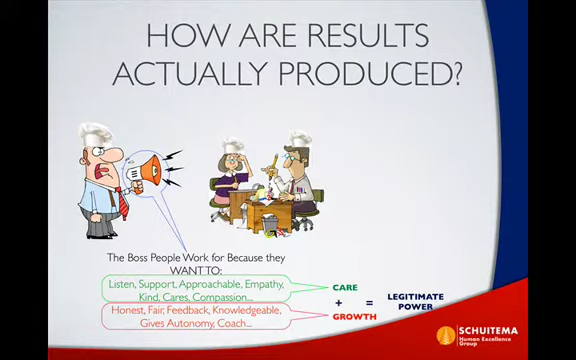 HOW ARE RESULTS
ACTUALLY PRODUCED?
The Boss People Work for Because they
WANT TO:
Listen, Support, Approachable, Empathy,
Kind, Cares, Compassion...
Honest, Fair, Feedback, Knowledgeable,
Gives Autonomy, Coach...
CARE
+
GROWTH
=
LEGITIMATE
POWER
SCHUITEMA
Human Excellence
Group